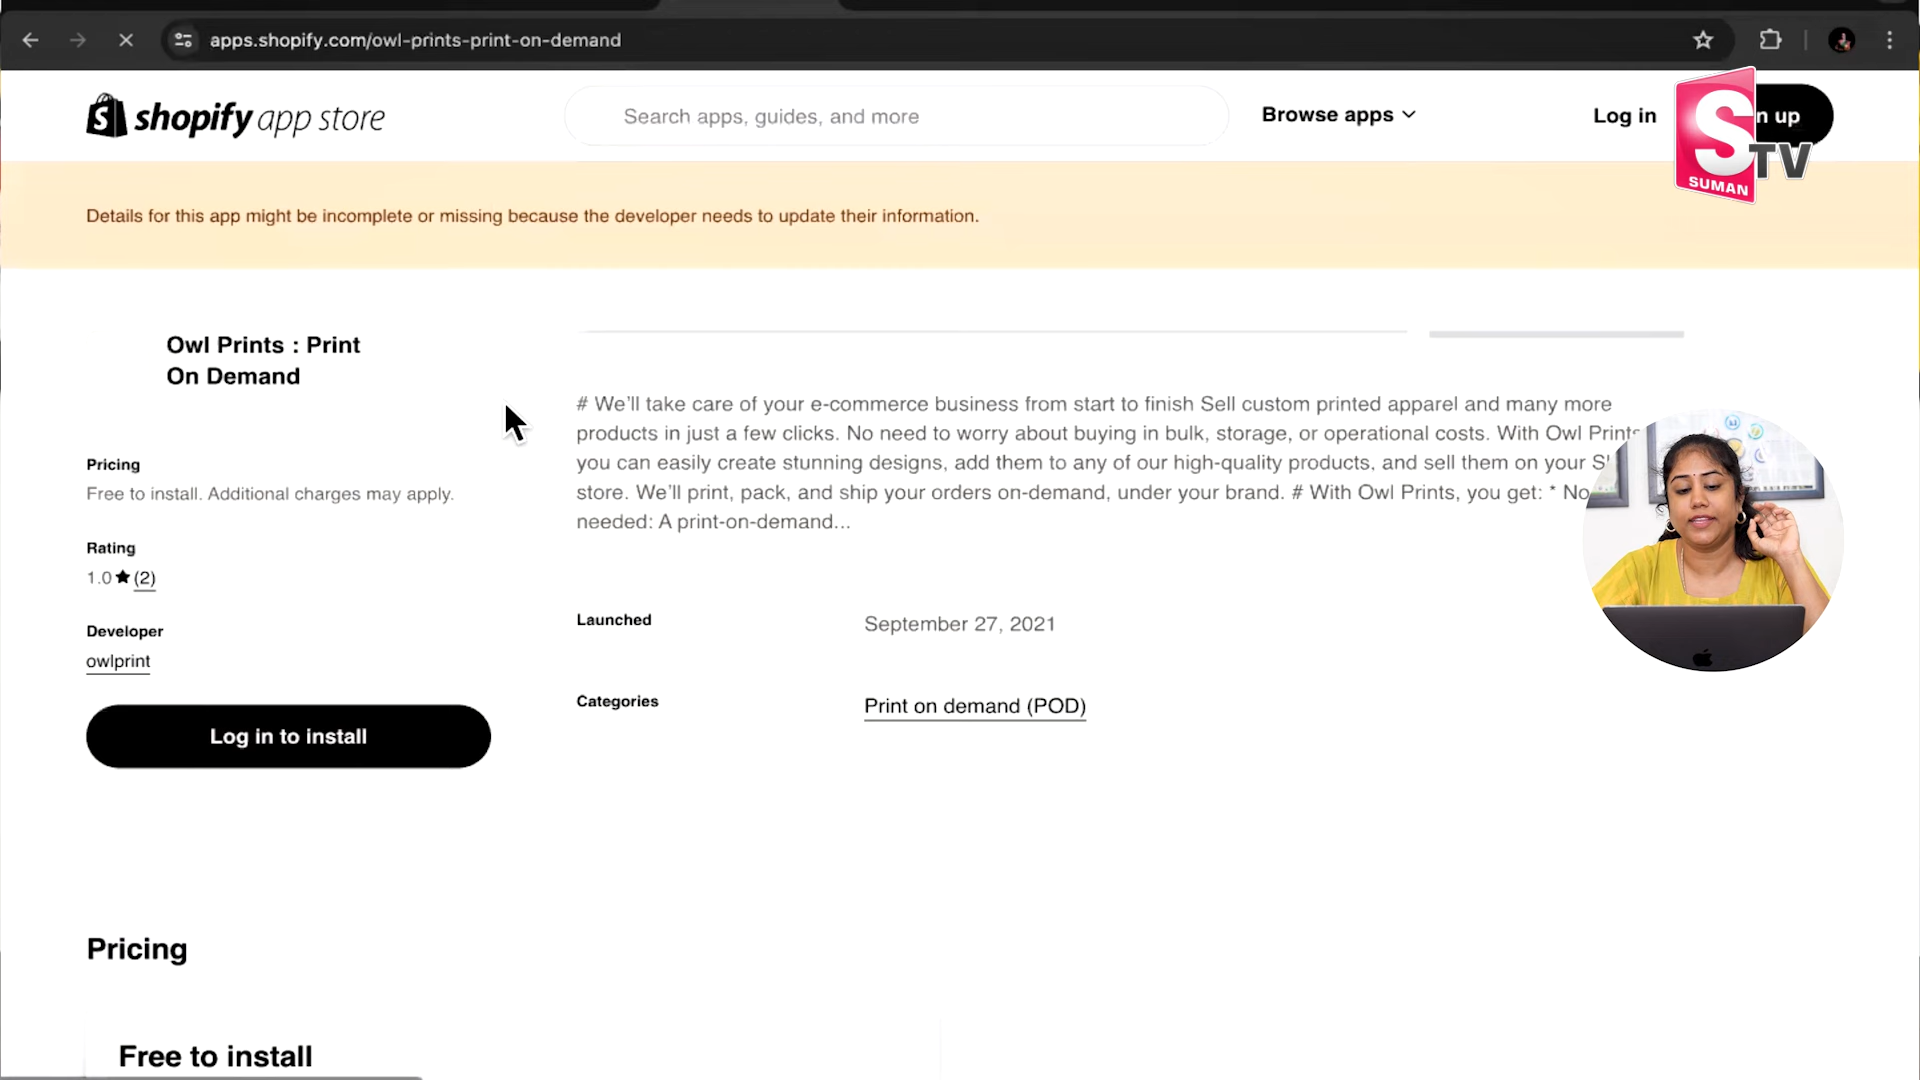 apps.shopify.com/owl-prints-print-on-demand
shopify app store
Search apps, guides, and more
Browse apps
Log in
n up
S TV
SUMAN
Details for this app might be incomplete or missing because the developer needs to update their information.
Owl Prints : Print
On Demand
Pricing
Free to install. Additional charges may apply.
Rating
1.0★ (2)
Developer
owlprint
Log in to install
# We'll take care of your e-commerce business from start to finish Sell custom printed apparel and many more
products in just a few clicks. No need to worry about buying in bulk, storage, or operational costs. With Owl Prints
you can easily create stunning designs, add them to any of our high-quality products, and sell them on your
store. We'll print, pack, and ship your orders on-demand, under your brand. # With Owl Prints, you get: * No
needed: A print-on-demand...
Launched
September 27, 2021
Categories
Print on demand (POD)
Pricing
Free to install